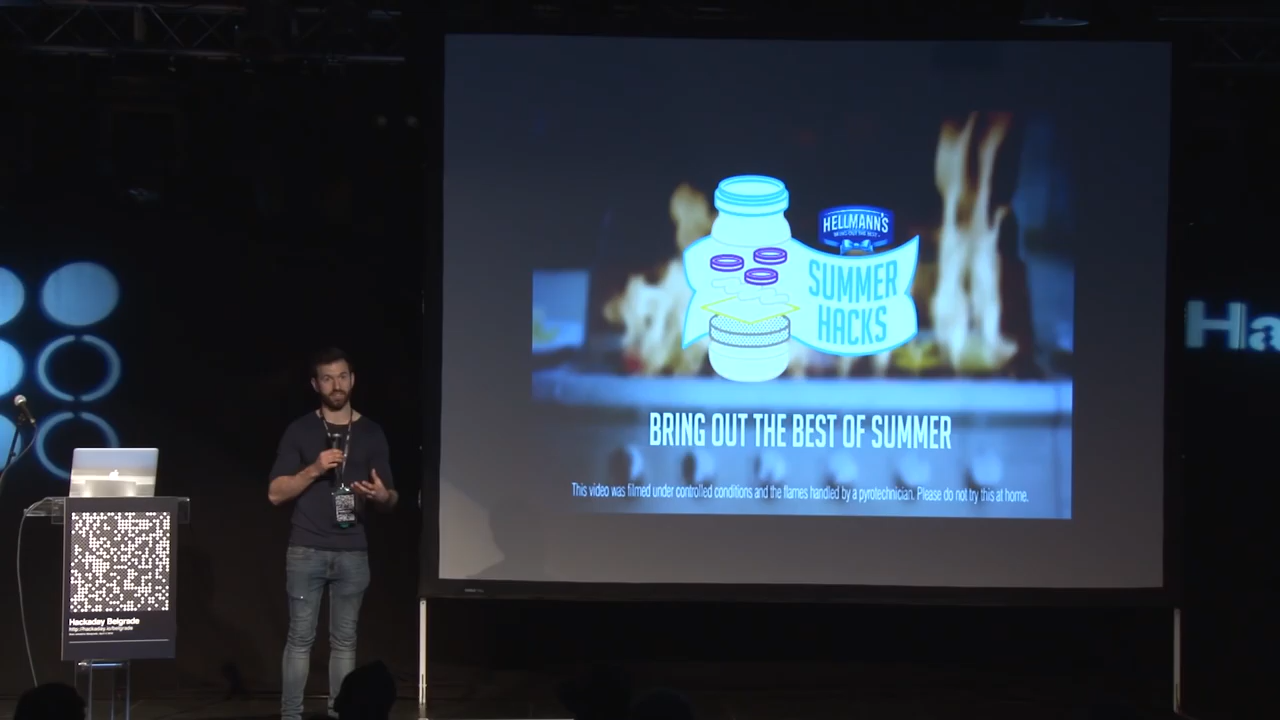 HELLMANN'S
BRING OUT THE BEST
SUMMER
HACKS
BRING OUT THE BEST OF SUMMER
This video was filmed under controlled conditions and the flames handled by a pyrotechnician. Please do not try this at home.
Ha
Hackaday Belgrade
http://hackaday.io/belgrade